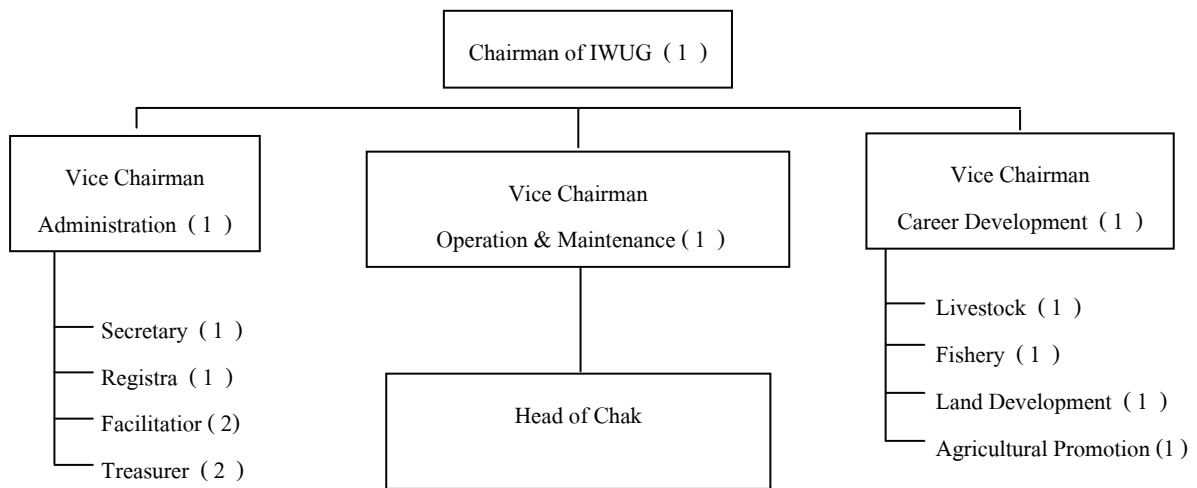 Chairman of IWUG ( 1 )
Vice Chairman
Administration ( 1 )
Secretary ( 1 )
Registra ( 1 )
Facilitatior ( 2)
Treasurer ( 2 )
Vice Chairman
Operation & Maintenance ( 1 )
Head of Chak
Vice Chairman
Career Development ( 1 )
Livestock ( 1 )
Fishery ( 1 )
Land Development ( 1 )
Agricultural Promotion (1 )